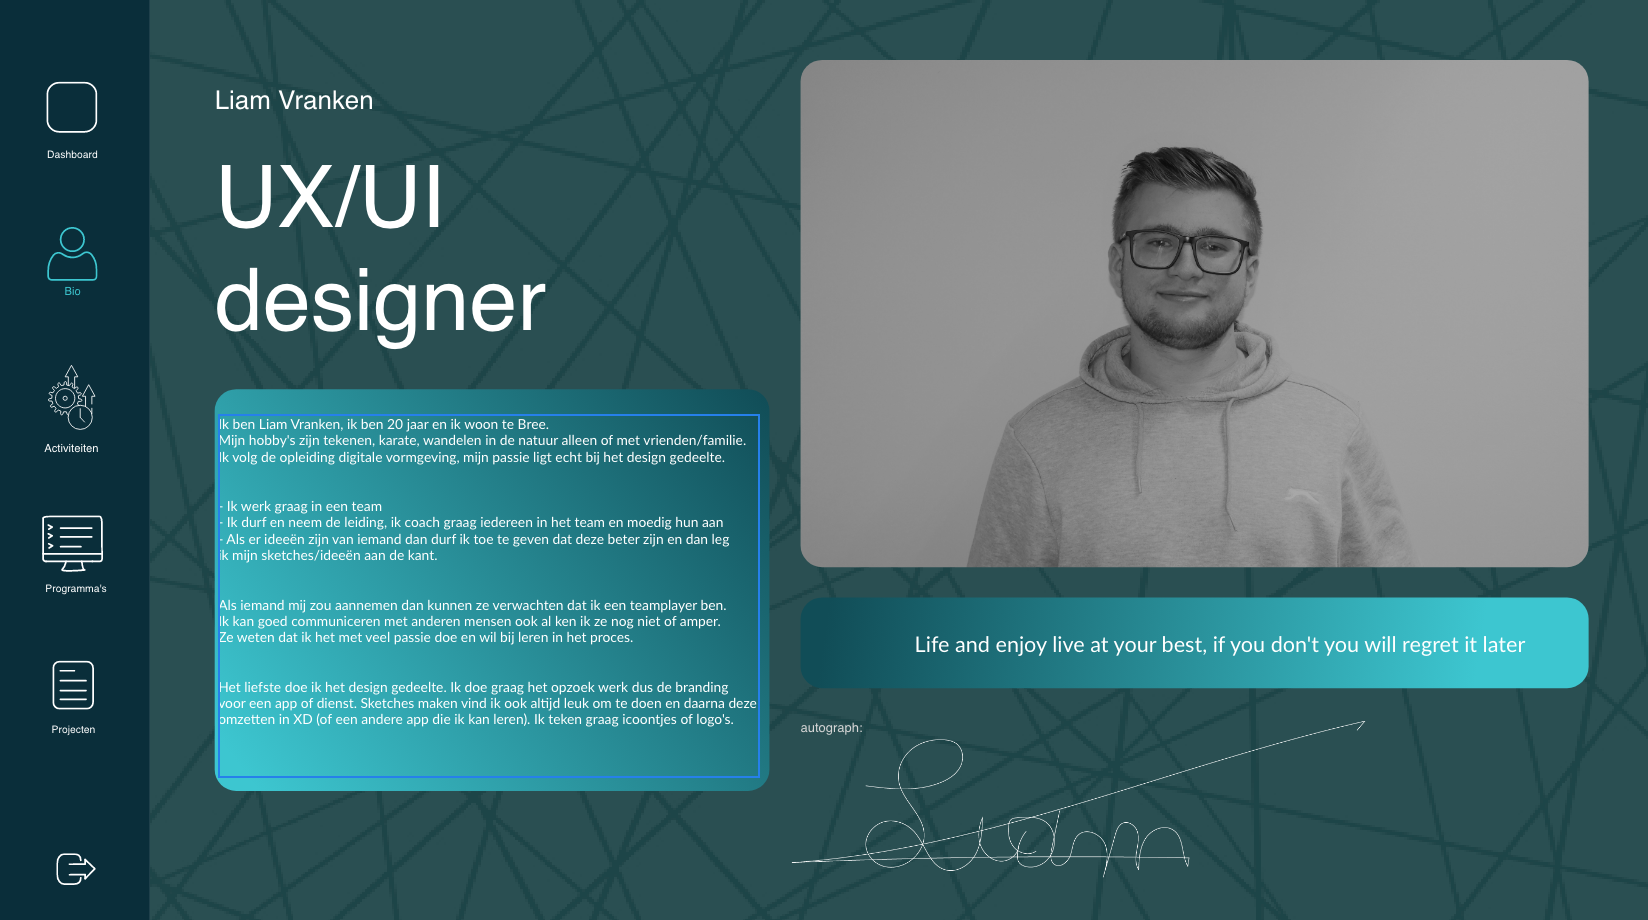 Dashboard
Bio
Activiteiten
Programma's
Projecten
Liam Vranken
UX/UI
designer
Ik ben Liam Vranken, ik ben 20 jaar en ik woon te Bree.
Mijn hobby's zijn tekenen, karate, wandelen in de natuur alleen of met vrienden/familie.
Ik volg de opleiding digitale vormgeving, mijn passie ligt echt bij het design gedeelte.
- Ik werk graag in een team
- Ik durf en neem de leiding, ik coach graag iedereen in het team en moedig hun aan
- Als er ideeën zijn van iemand dan durf ik toe te geven dat deze beter zijn en dan leg
ik mijn sketches/ideeën aan de kant.
Als iemand mij zou aannemen dan kunnen ze verwachten dat ik een teamplayer ben.
Ik kan goed communiceren met anderen mensen ook al ken ik ze nog niet of amper.
Ze weten dat ik het met veel passie doe en wil bij leren in het proces.
Het liefste doe ik het design gedeelte. Ik doe graag het opzoek werk dus de branding
voor een app of dienst. Sketches maken vind ik ook altijd leuk om te doen en daarna deze
omzetten in XD (of een andere app die ik kan leren). Ik teken graag icoontjes of logo's.
Life and enjoy live at your best, if you don't you will regret it later
autograph:
Liam